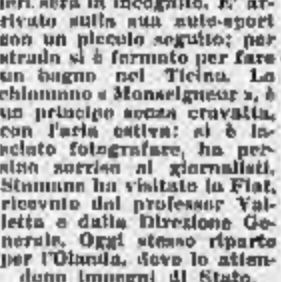 ieri sera in incognito. E' ar-
rivato sulla sua auto-sport
con un piccolo seguito; per
strada si è fermato per fare
un bagno nel Ticino. Lo
chiamano « Monseigneur », è
un principe senza cravatta,
con l'aria estiva: si è la-
sciato fotografare, ha per-
sino sorriso ai giornalisti.
Stamane ha visitato la Fiat,
ricevuto dal professor Val-
letta e dalla Direzione Ge-
nerale. Oggi stesso riparte
per l'Olanda, dove lo atten-
dono impegni di Stato.